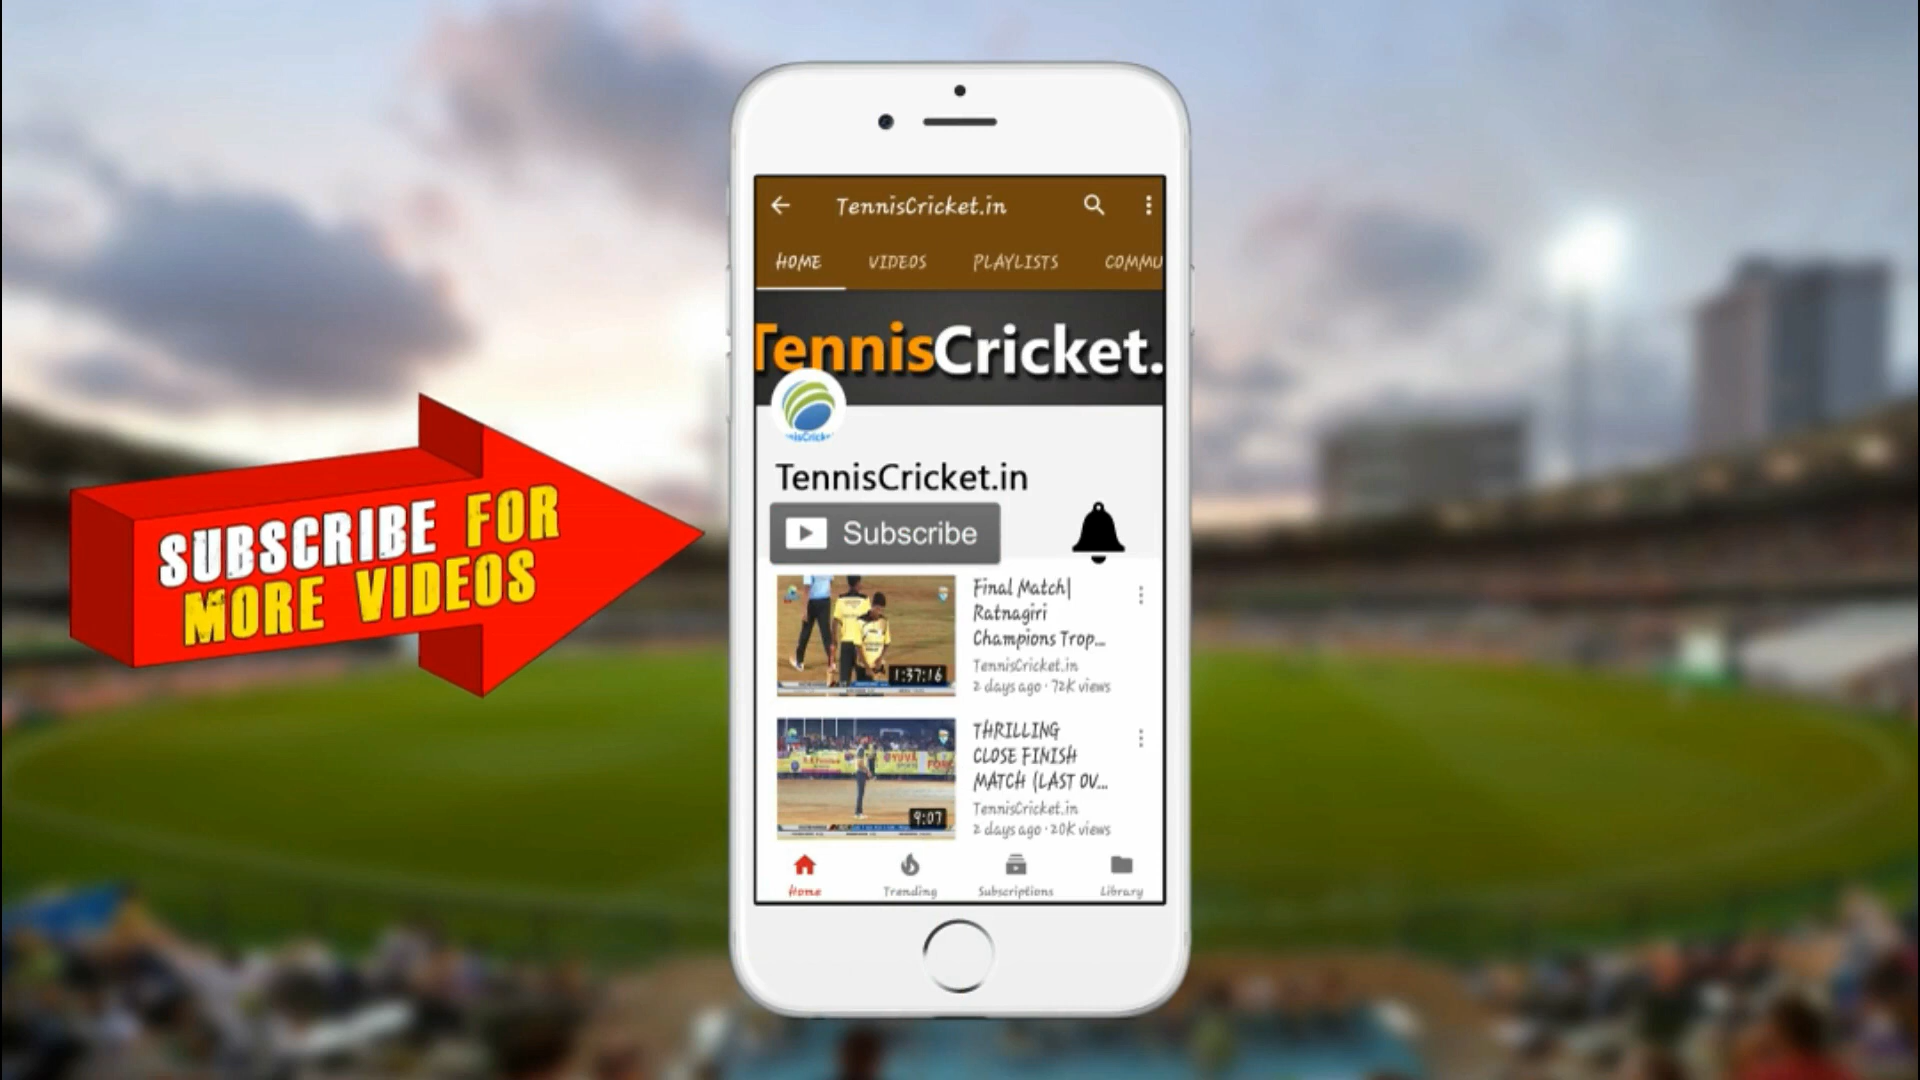 SUBSCRIBE FOR
MORE VIDEOS
TennisCricket.in
HOME VIDEOS PLAYLISTS COMMU
TennisCricket.
TennisCricket.in
Subscribe
Final Match|
Ratnagiri
Champions Trop...
TennisCricket.in
2 days ago · 72K views
1:37:16
THRILLING
CLOSE FINISH
MATCH (LAST OV...
TennisCricket.in
2 days ago · 20K views
9:07
Home Trending Subscriptions Library